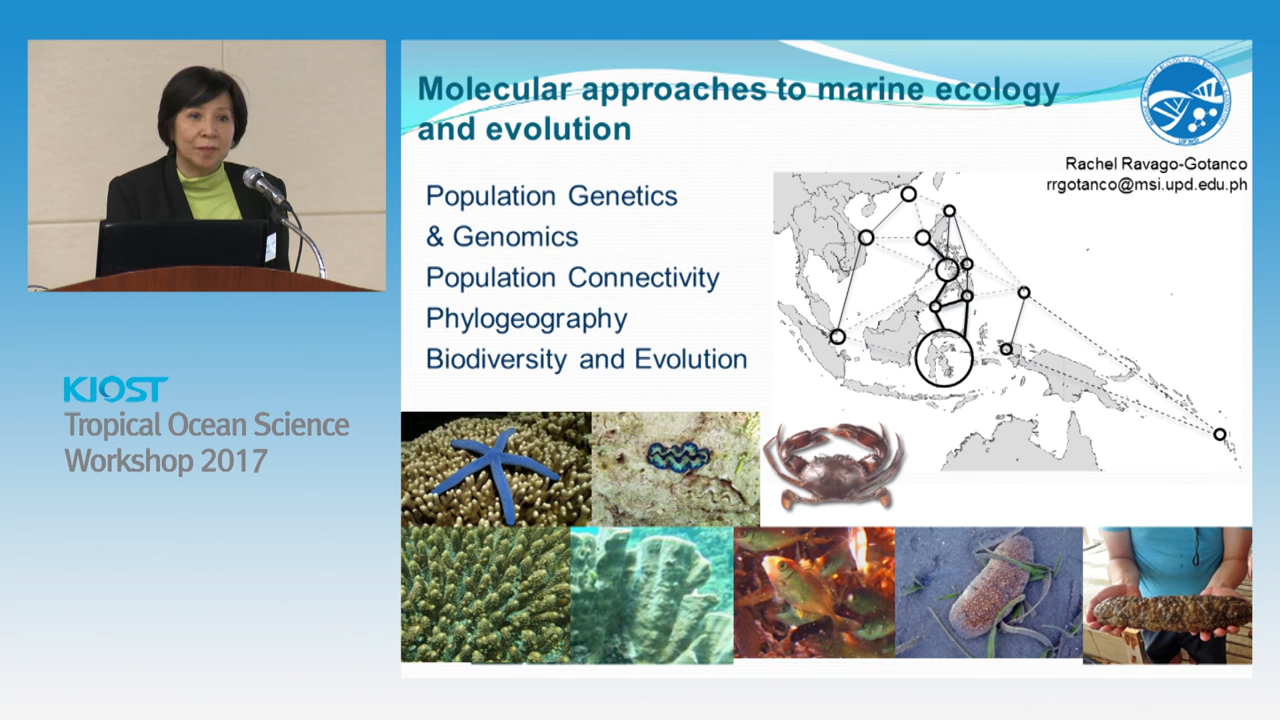 Molecular approaches to marine ecology
and evolution
Rachel Ravago-Gotanco
rrgotanco@msi.upd.edu.ph
Population Genetics
& Genomics
Population Connectivity
Phylogeography
Biodiversity and Evolution
KIOST
Tropical Ocean Science
Workshop 2017